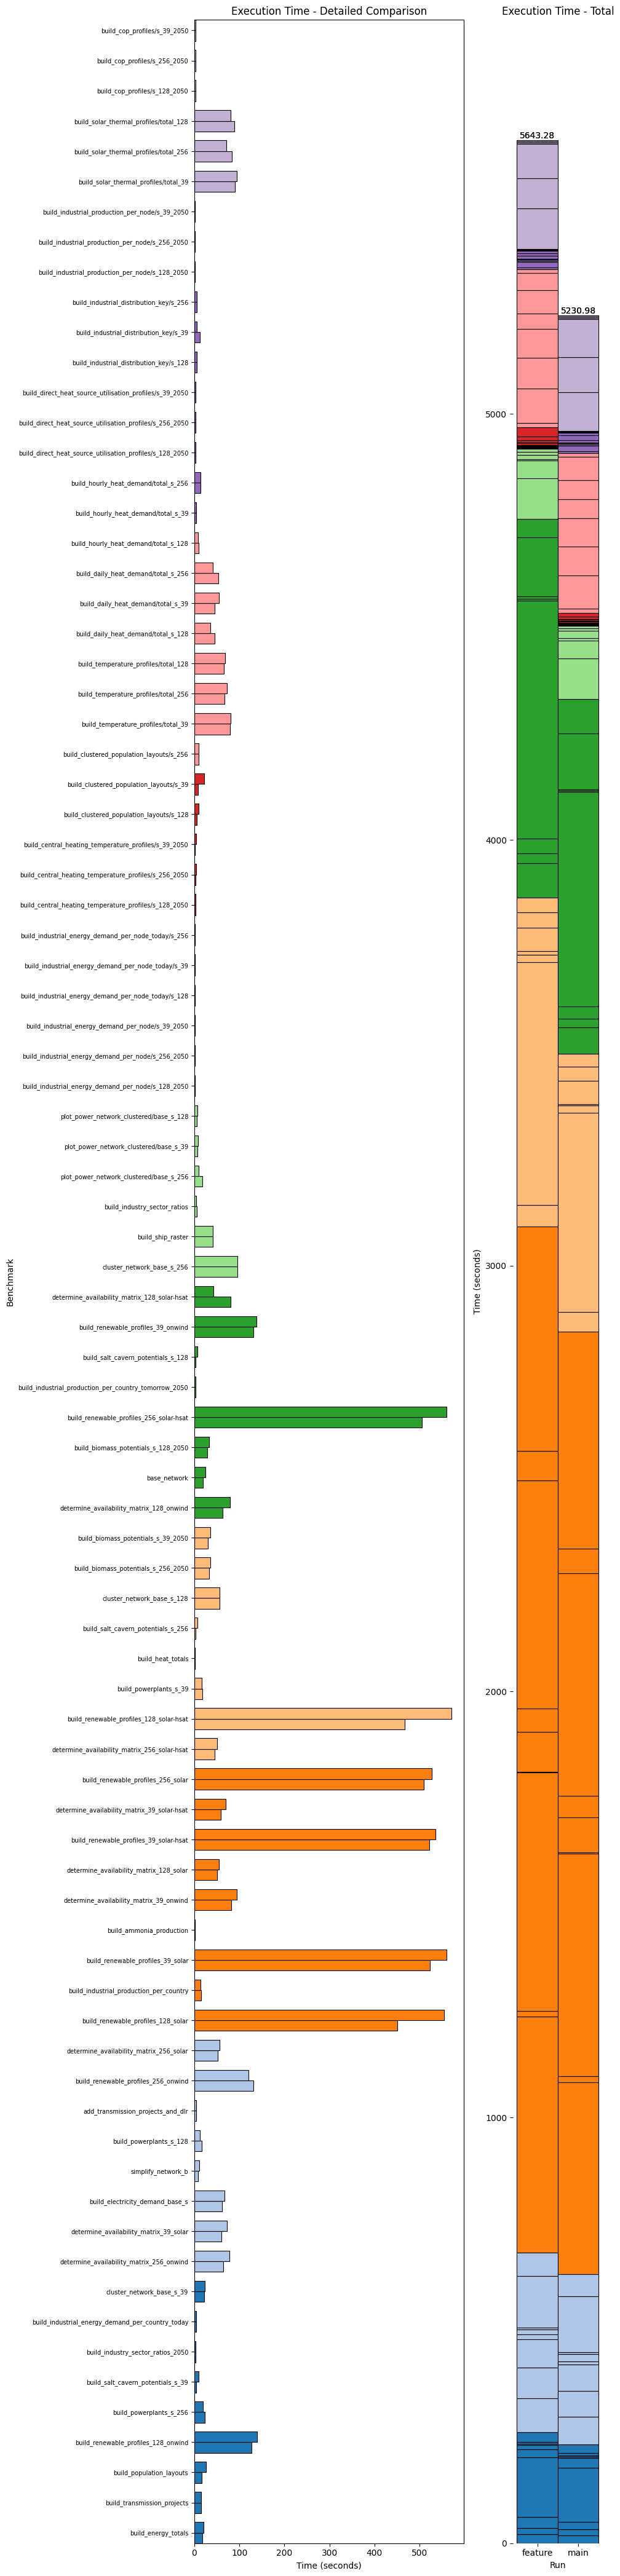 Execution Time - Detailed Comparison
Execution Time - Total
build_cop_profiles/s_39_2050
build_cop_profiles/s_256_2050
build_cop_profiles/s_128_2050
build_solar_thermal_profiles/total_128
build_solar_thermal_profiles/total_256
build_solar_thermal_profiles/total_39
build_industrial_production_per_node/s_39_2050
build_industrial_production_per_node/s_256_2050
build_industrial_production_per_node/s_128_2050
build_industrial_distribution_key/s_256
build_industrial_distribution_key/s_39
build_industrial_distribution_key/s_128
build_direct_heat_source_utilisation_profiles/s_39_2050
build_direct_heat_source_utilisation_profiles/s_256_2050
build_direct_heat_source_utilisation_profiles/s_128_2050
build_hourly_heat_demand/total_s_256
build_hourly_heat_demand/total_s_39
build_hourly_heat_demand/total_s_128
build_daily_heat_demand/total_s_256
build_daily_heat_demand/total_s_39
build_daily_heat_demand/total_s_128
build_temperature_profiles/total_128
build_temperature_profiles/total_256
build_temperature_profiles/total_39
build_clustered_population_layouts/s_256
build_clustered_population_layouts/s_39
build_clustered_population_layouts/s_128
build_central_heating_temperature_profiles/s_39_2050
build_central_heating_temperature_profiles/s_256_2050
build_central_heating_temperature_profiles/s_128_2050
build_industrial_energy_demand_per_node_today/s_256
build_industrial_energy_demand_per_node_today/s_39
build_industrial_energy_demand_per_node_today/s_128
build_industrial_energy_demand_per_node/s_39_2050
build_industrial_energy_demand_per_node/s_256_2050
build_industrial_energy_demand_per_node/s_128_2050
plot_power_network_clustered/base_s_128
plot_power_network_clustered/base_s_39
plot_power_network_clustered/base_s_256
build_industry_sector_ratios
build_ship_raster
cluster_network_base_s_256
determine_availability_matrix_128_solar-hsat
build_renewable_profiles_39_onwind
build_salt_cavern_potentials_s_128
build_industrial_production_per_country_tomorrow_2050
build_renewable_profiles_256_solar-hsat
build_biomass_potentials_s_128_2050
base_network
determine_availability_matrix_128_onwind
build_biomass_potentials_s_39_2050
build_biomass_potentials_s_256_2050
cluster_network_base_s_128
build_salt_cavern_potentials_s_256
build_heat_totals
build_powerplants_s_39
build_renewable_profiles_128_solar-hsat
determine_availability_matrix_256_solar-hsat
build_renewable_profiles_256_solar
determine_availability_matrix_39_solar-hsat
build_renewable_profiles_39_solar-hsat
determine_availability_matrix_128_solar
determine_availability_matrix_39_onwind
build_ammonia_production
build_renewable_profiles_39_solar
build_industrial_production_per_country
build_renewable_profiles_128_solar
determine_availability_matrix_256_solar
build_renewable_profiles_256_onwind
add_transmission_projects_and_dlr
build_powerplants_s_128
simplify_network_b
build_electricity_demand_base_s
determine_availability_matrix_39_solar
determine_availability_matrix_256_onwind
cluster_network_base_s_39
build_industrial_energy_demand_per_country_today
build_industry_sector_ratios_2050
build_salt_cavern_potentials_s_39
build_powerplants_s_256
build_renewable_profiles_128_onwind
build_population_layouts
build_transmission_projects
build_energy_totals
Benchmark
0 100 200 300 400 500
Time (seconds)
5643.28
5230.98
5000
4000
3000
2000
1000
0
Time (seconds)
feature main
Run